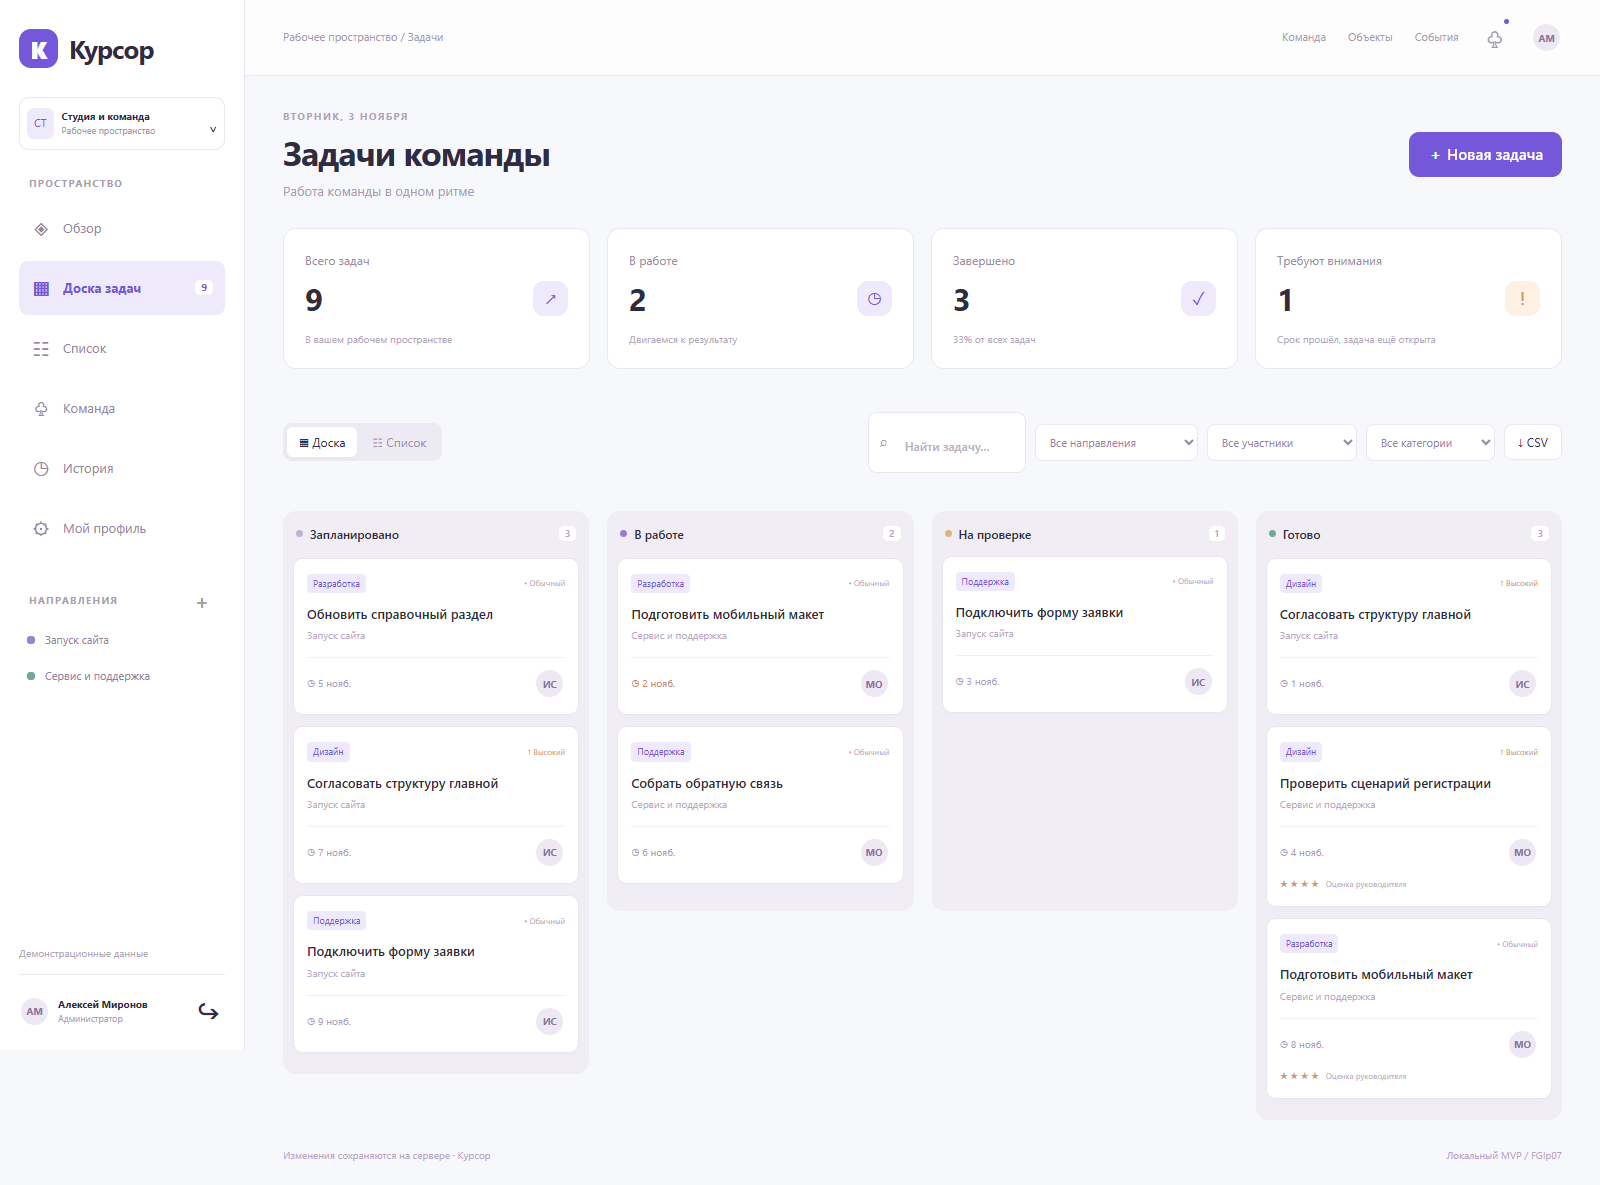 К Курсор
СТ Студия и команда
Рабочее пространство
ПРОСТРАНСТВО
Обзор
Доска задач 9
Список
Команда
История
Мой профиль
НАПРАВЛЕНИЯ +
Запуск сайта
Сервис и поддержка
Демонстрационные данные
АМ Алексей Миронов
Администратор
Рабочее пространство / Задачи
Команда Объекты События АМ
ВТОРНИК, 3 НОЯБРЯ
Задачи команды
Работа команды в одном ритме
+ Новая задача
Всего задач
9
В вашем рабочем пространстве
В работе
2
Двигаемся к результату
Завершено
3
33% от всех задач
Требуют внимания
1
!
Срок прошёл, задача ещё открыта
Доска Список
Найти задачу...
Все направления
Все участники
Все категории
↓ CSV
Запланировано 3
Разработка • Обычный
Обновить справочный раздел
Запуск сайта
5 нояб. ИС
Дизайн ↑ Высокий
Согласовать структуру главной
Запуск сайта
7 нояб. ИС
Поддержка • Обычный
Подключить форму заявки
Запуск сайта
9 нояб. ИС
В работе 2
Разработка • Обычный
Подготовить мобильный макет
Сервис и поддержка
2 нояб. МО
Поддержка • Обычный
Собрать обратную связь
Сервис и поддержка
6 нояб. МО
На проверке 1
Поддержка • Обычный
Подключить форму заявки
Запуск сайта
3 нояб. ИС
Готово 3
Дизайн ↑ Высокий
Согласовать структуру главной
Запуск сайта
1 нояб. ИС
Дизайн ↑ Высокий
Проверить сценарий регистрации
Сервис и поддержка
4 нояб. МО
★★★★ Оценка руководителя
Разработка • Обычный
Подготовить мобильный макет
Сервис и поддержка
8 нояб. МО
★★★★ Оценка руководителя
Изменения сохраняются на сервере · Курсор
Локальный MVP / FGIp07